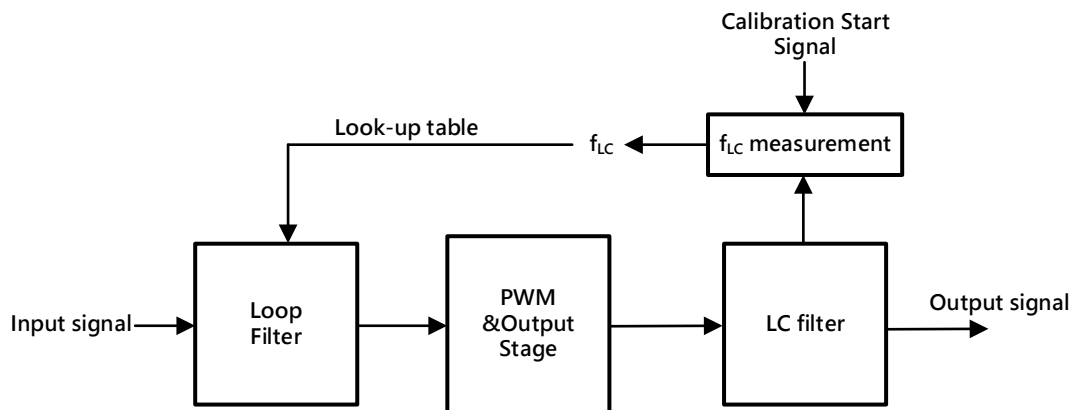 Calibration Start
Signal
Look-up table
fLC
fLC measurement
Input signal
Loop
Filter
PWM
&Output
Stage
LC filter
Output signal